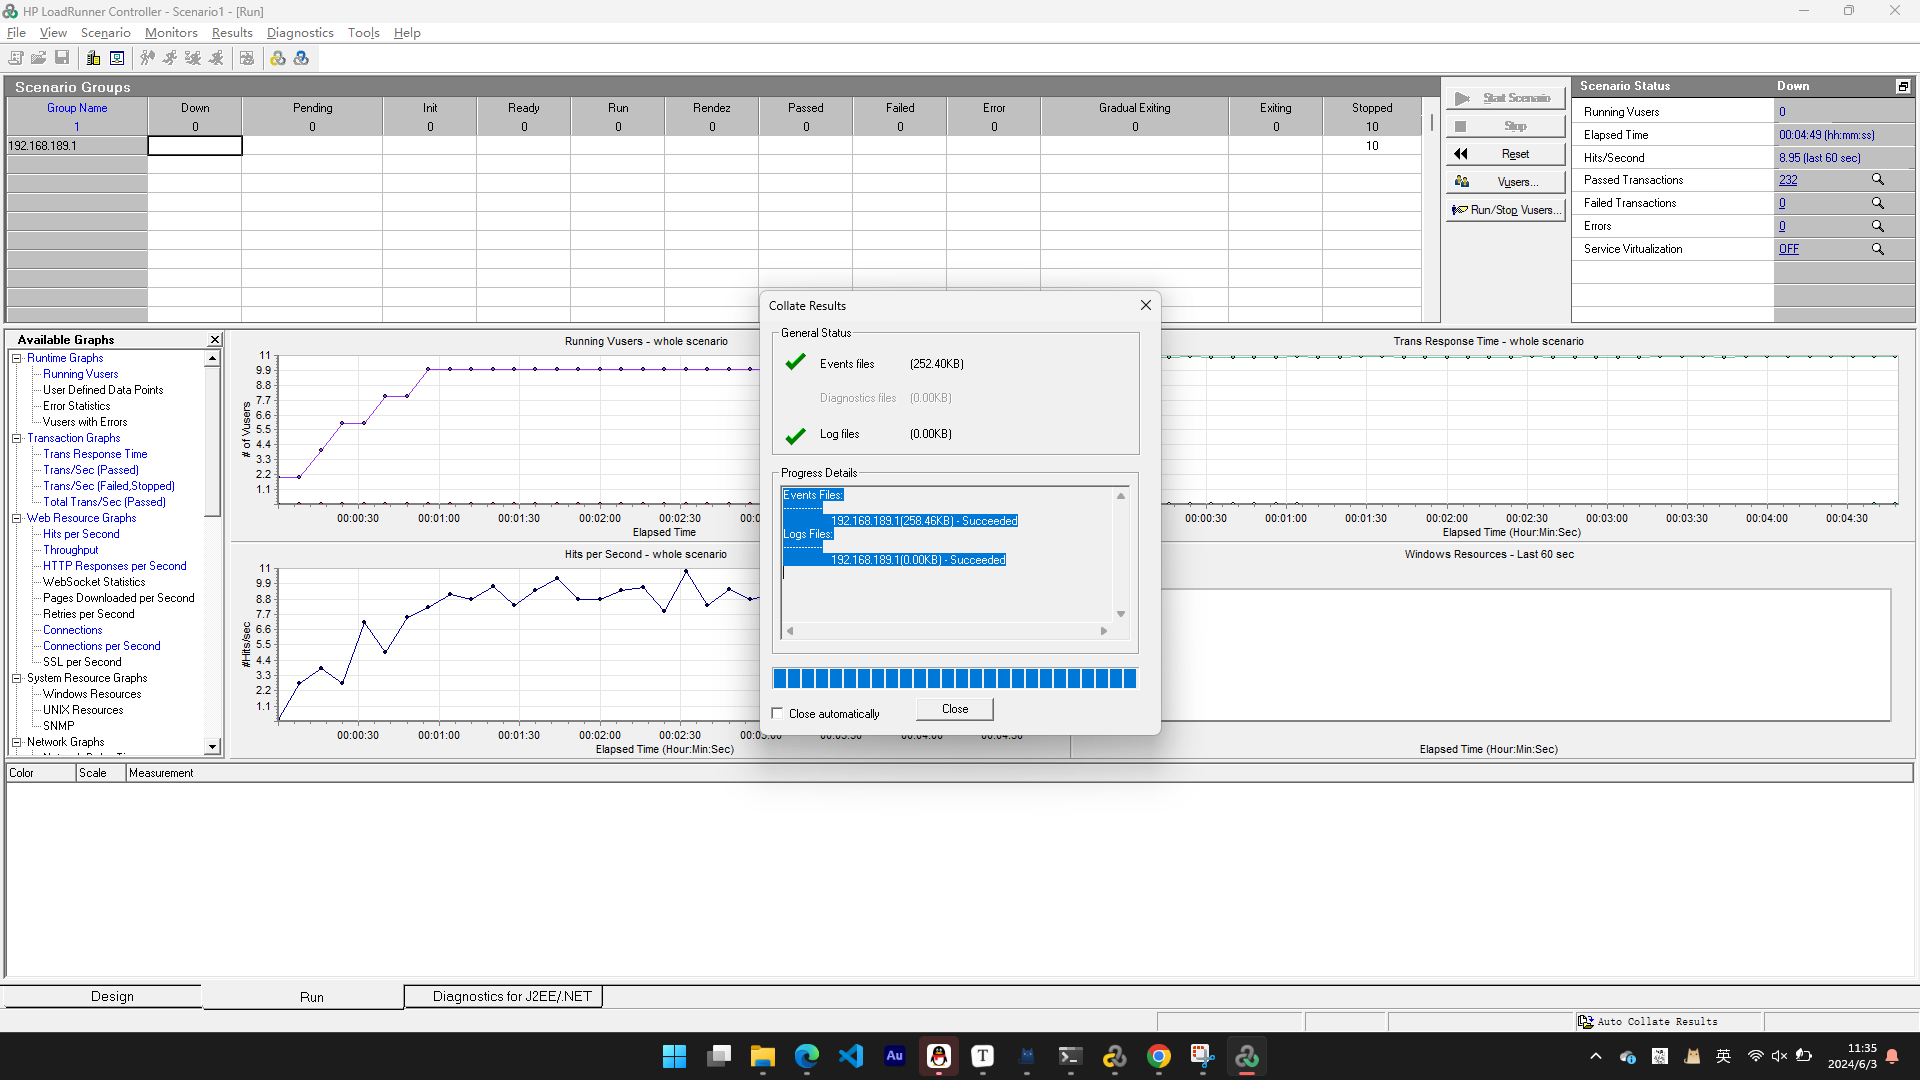 HP LoadRunner Controller - Scenario1 - [Run]
File View Scenario Monitors Results Diagnostics Tools Help
Scenario Groups
Group Name Down Pending Init Ready Run Rendez Passed Failed Error Gradual Exiting Exiting Stopped
1 0 0 0 0 0 0 0 0 0 0 0 10
192.168.189.1 10
Start Scenario
Stop
Reset
Vusers...
Run/Stop Vusers...
Scenario Status Down
Running Vusers 0
Elapsed Time 00:04:49 (hh:mm:ss)
Hits/Second 8.95 (last 60 sec)
Passed Transactions 232
Failed Transactions 0
Errors 0
Service Virtualization OFF
Available Graphs
Runtime Graphs
Running Vusers
User Defined Data Points
Error Statistics
Vusers with Errors
Transaction Graphs
Trans Response Time
Trans/Sec (Passed)
Trans/Sec (Failed,Stopped)
Total Trans/Sec (Passed)
Web Resource Graphs
Hits per Second
Throughput
HTTP Responses per Second
WebSocket Statistics
Pages Downloaded per Second
Retries per Second
Connections
Connections per Second
SSL per Second
System Resource Graphs
Windows Resources
UNIX Resources
SNMP
Network Graphs
Running Vusers - whole scenario
# of Vusers
11
9.9
8.8
7.7
6.6
5.5
4.4
3.3
2.2
1.1
00:00:30 00:01:00 00:01:30 00:02:00 00:02:30
Elapsed Time
Trans Response Time - whole scenario
00:00:30 00:01:00 00:01:30 00:02:00 00:02:30 00:03:00 00:03:30 00:04:00 00:04:30
Elapsed Time (Hour:Min:Sec)
Hits per Second - whole scenario
#Hits/sec
11
9.9
8.8
7.7
6.6
5.5
4.4
3.3
2.2
1.1
00:00:30 00:01:00 00:01:30 00:02:00 00:02:30 00:03:00 00:03:30 00:04:00 00:04:30
Elapsed Time (Hour:Min:Sec)
Windows Resources - Last 60 sec
Elapsed Time (Hour:Min:Sec)
Collate Results
General Status
Events files (252.40KB)
Diagnostics files (0.00KB)
Log files (0.00KB)
Progress Details
Events Files:
-----------
192.168.189.1(258.46KB) - Succeeded
Logs Files:
-----------
192.168.189.1(0.00KB) - Succeeded
Close automatically
Close
Color Scale Measurement
Design Run Diagnostics for J2EE/.NET
Auto Collate Results
Au
T
英
11:35
2024/6/3